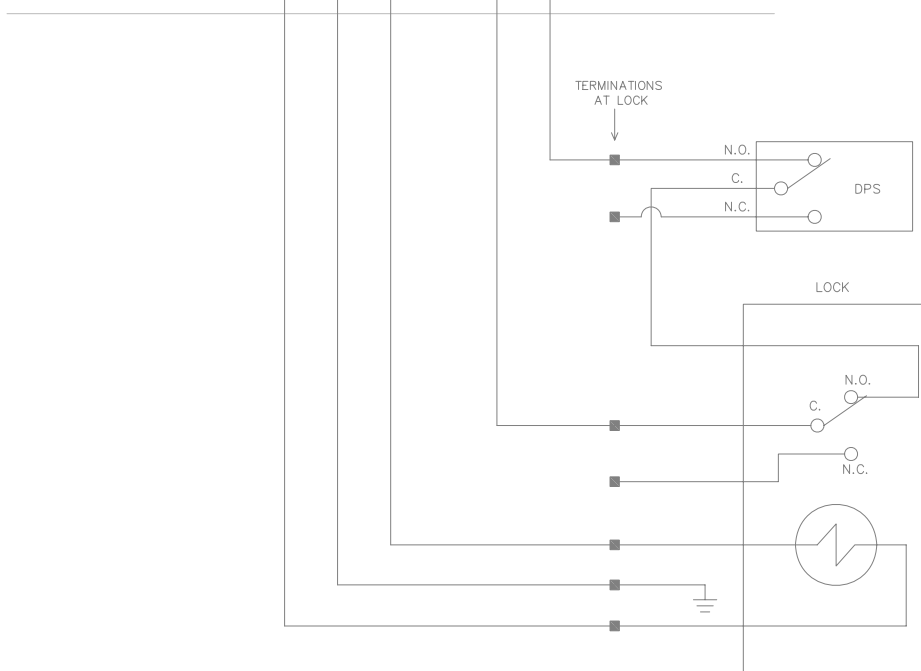 TERMINATIONS
AT LOCK
N.O.
C.
DPS
N.C.
LOCK
N.O.
C.
N.C.